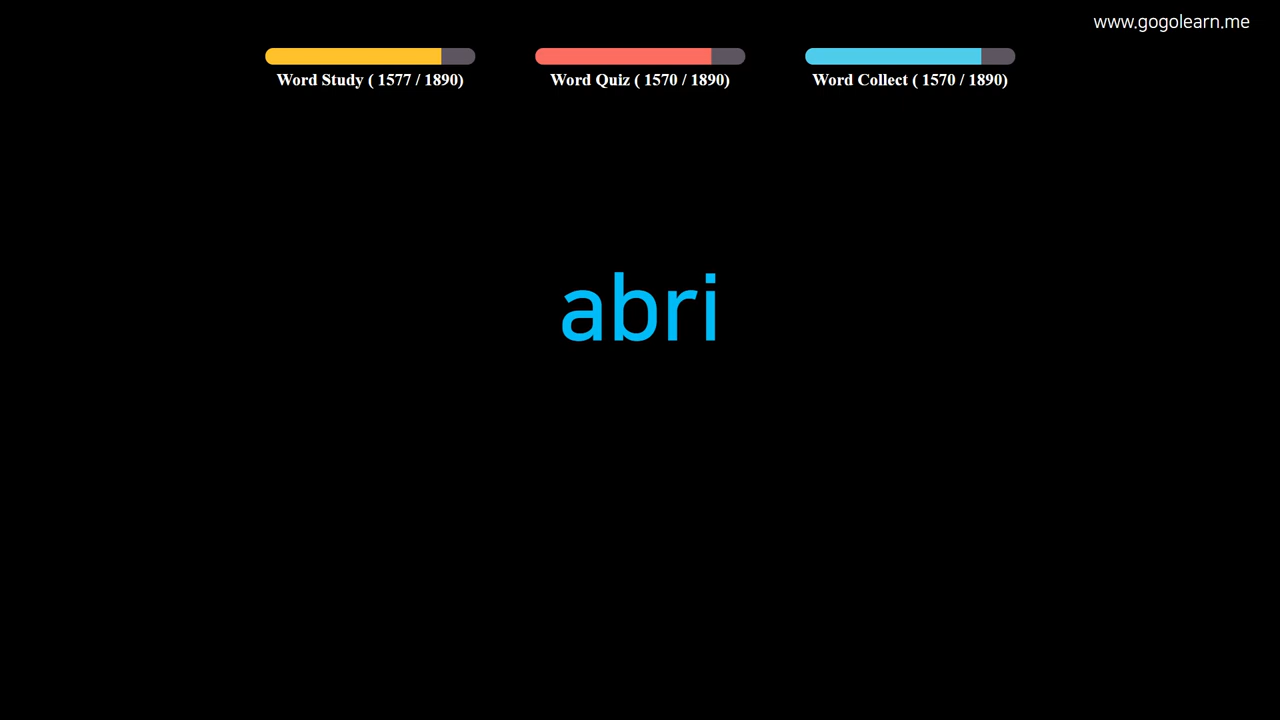 www.gogolearn.me
Word Study ( 1577 / 1890)
Word Quiz ( 1570 / 1890)
Word Collect ( 1570 / 1890)
abri